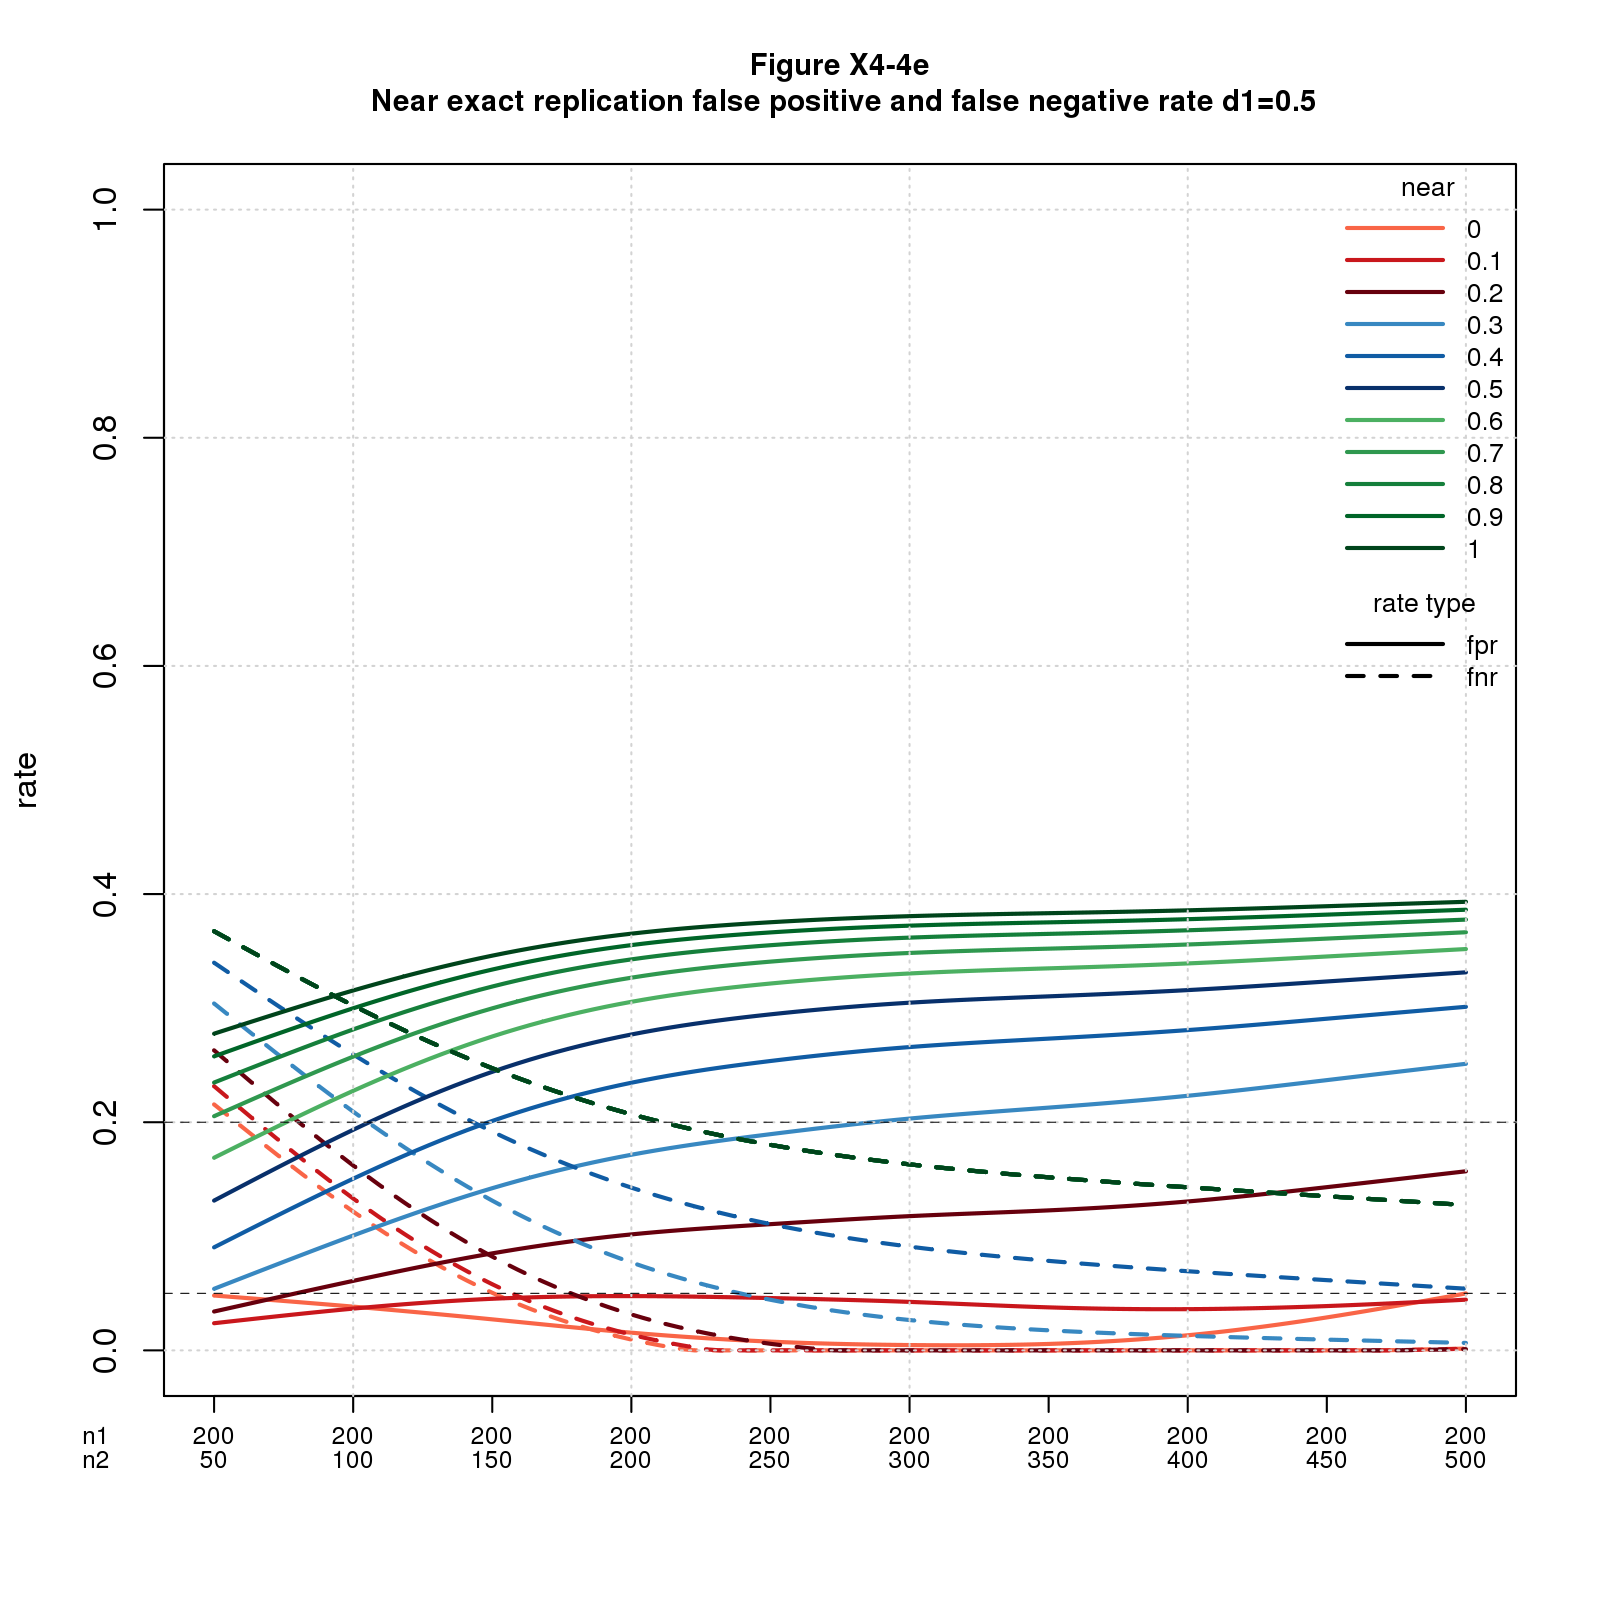 Figure X4-4e
Near exact replication false positive and false negative rate d1=0.5
near
0
0.1
0.2
0.3
0.4
0.5
0.6
0.7
0.8
0.9
1
rate type
fpr
fnr
rate
1.0
0.8
0.6
0.4
0.2
0.0
n1 200 200 200 200 200 200 200 200 200 200
n2 50 100 150 200 250 300 350 400 450 500